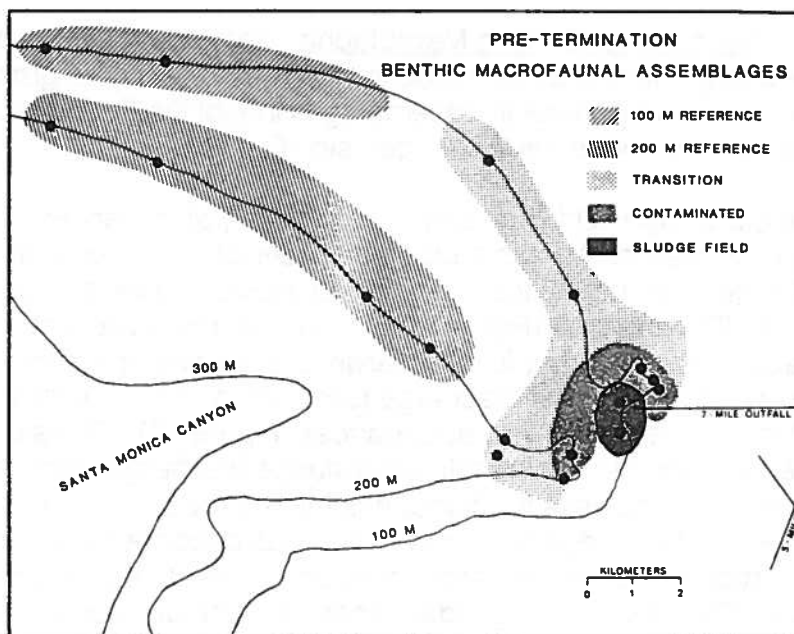 PRE-TERMINATION
BENTHIC MACROFAUNAL ASSEMBLAGES
100 M REFERENCE
200 M REFERENCE
TRANSITION
CONTAMINATED
SLUDGE FIELD
300 M
SANTA MONICA CANYON
7-MILE OUTFALL
200 M
100 M
KILOMETERS
0 1 2